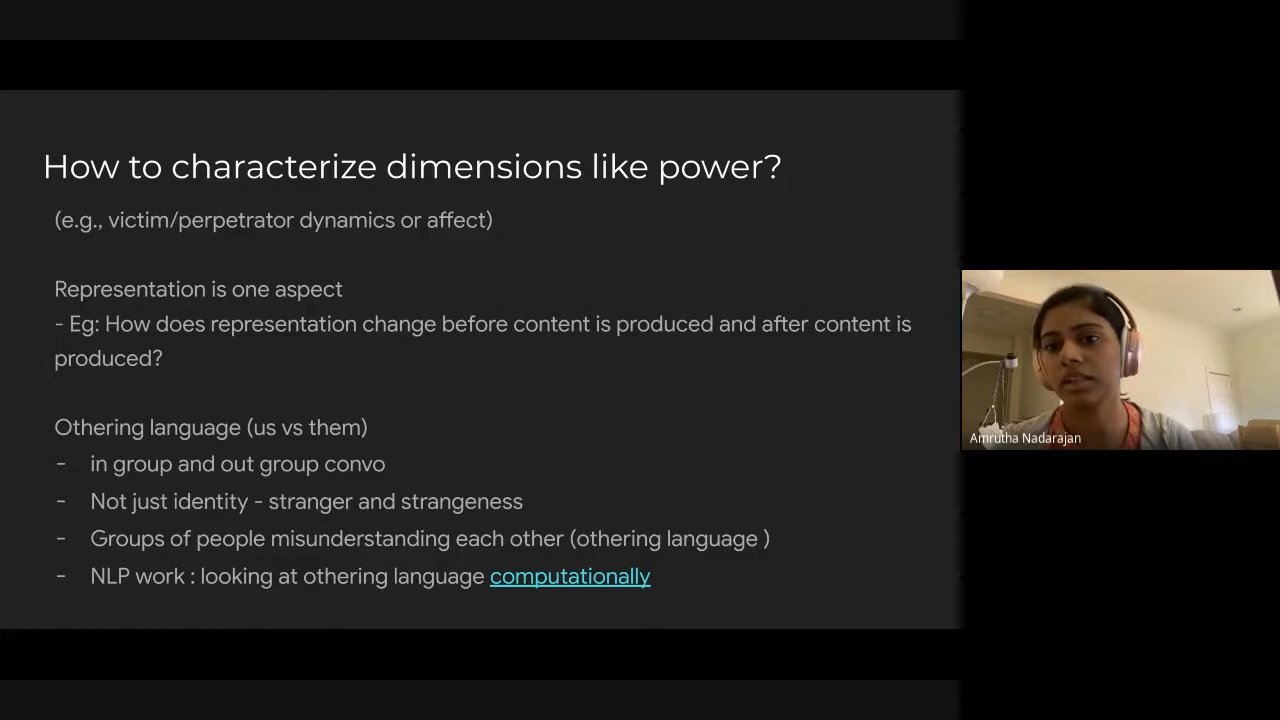 How to characterize dimensions like power?
(e.g., victim/perpetrator dynamics or affect)
Representation is one aspect
- Eg: How does representation change before content is produced and after content is
produced?
Othering language (us vs them)
- in group and out group convo
- Not just identity - stranger and strangeness
- Groups of people misunderstanding each other (othering language )
- NLP work : looking at othering language computationally
Amrutha Nadarajan